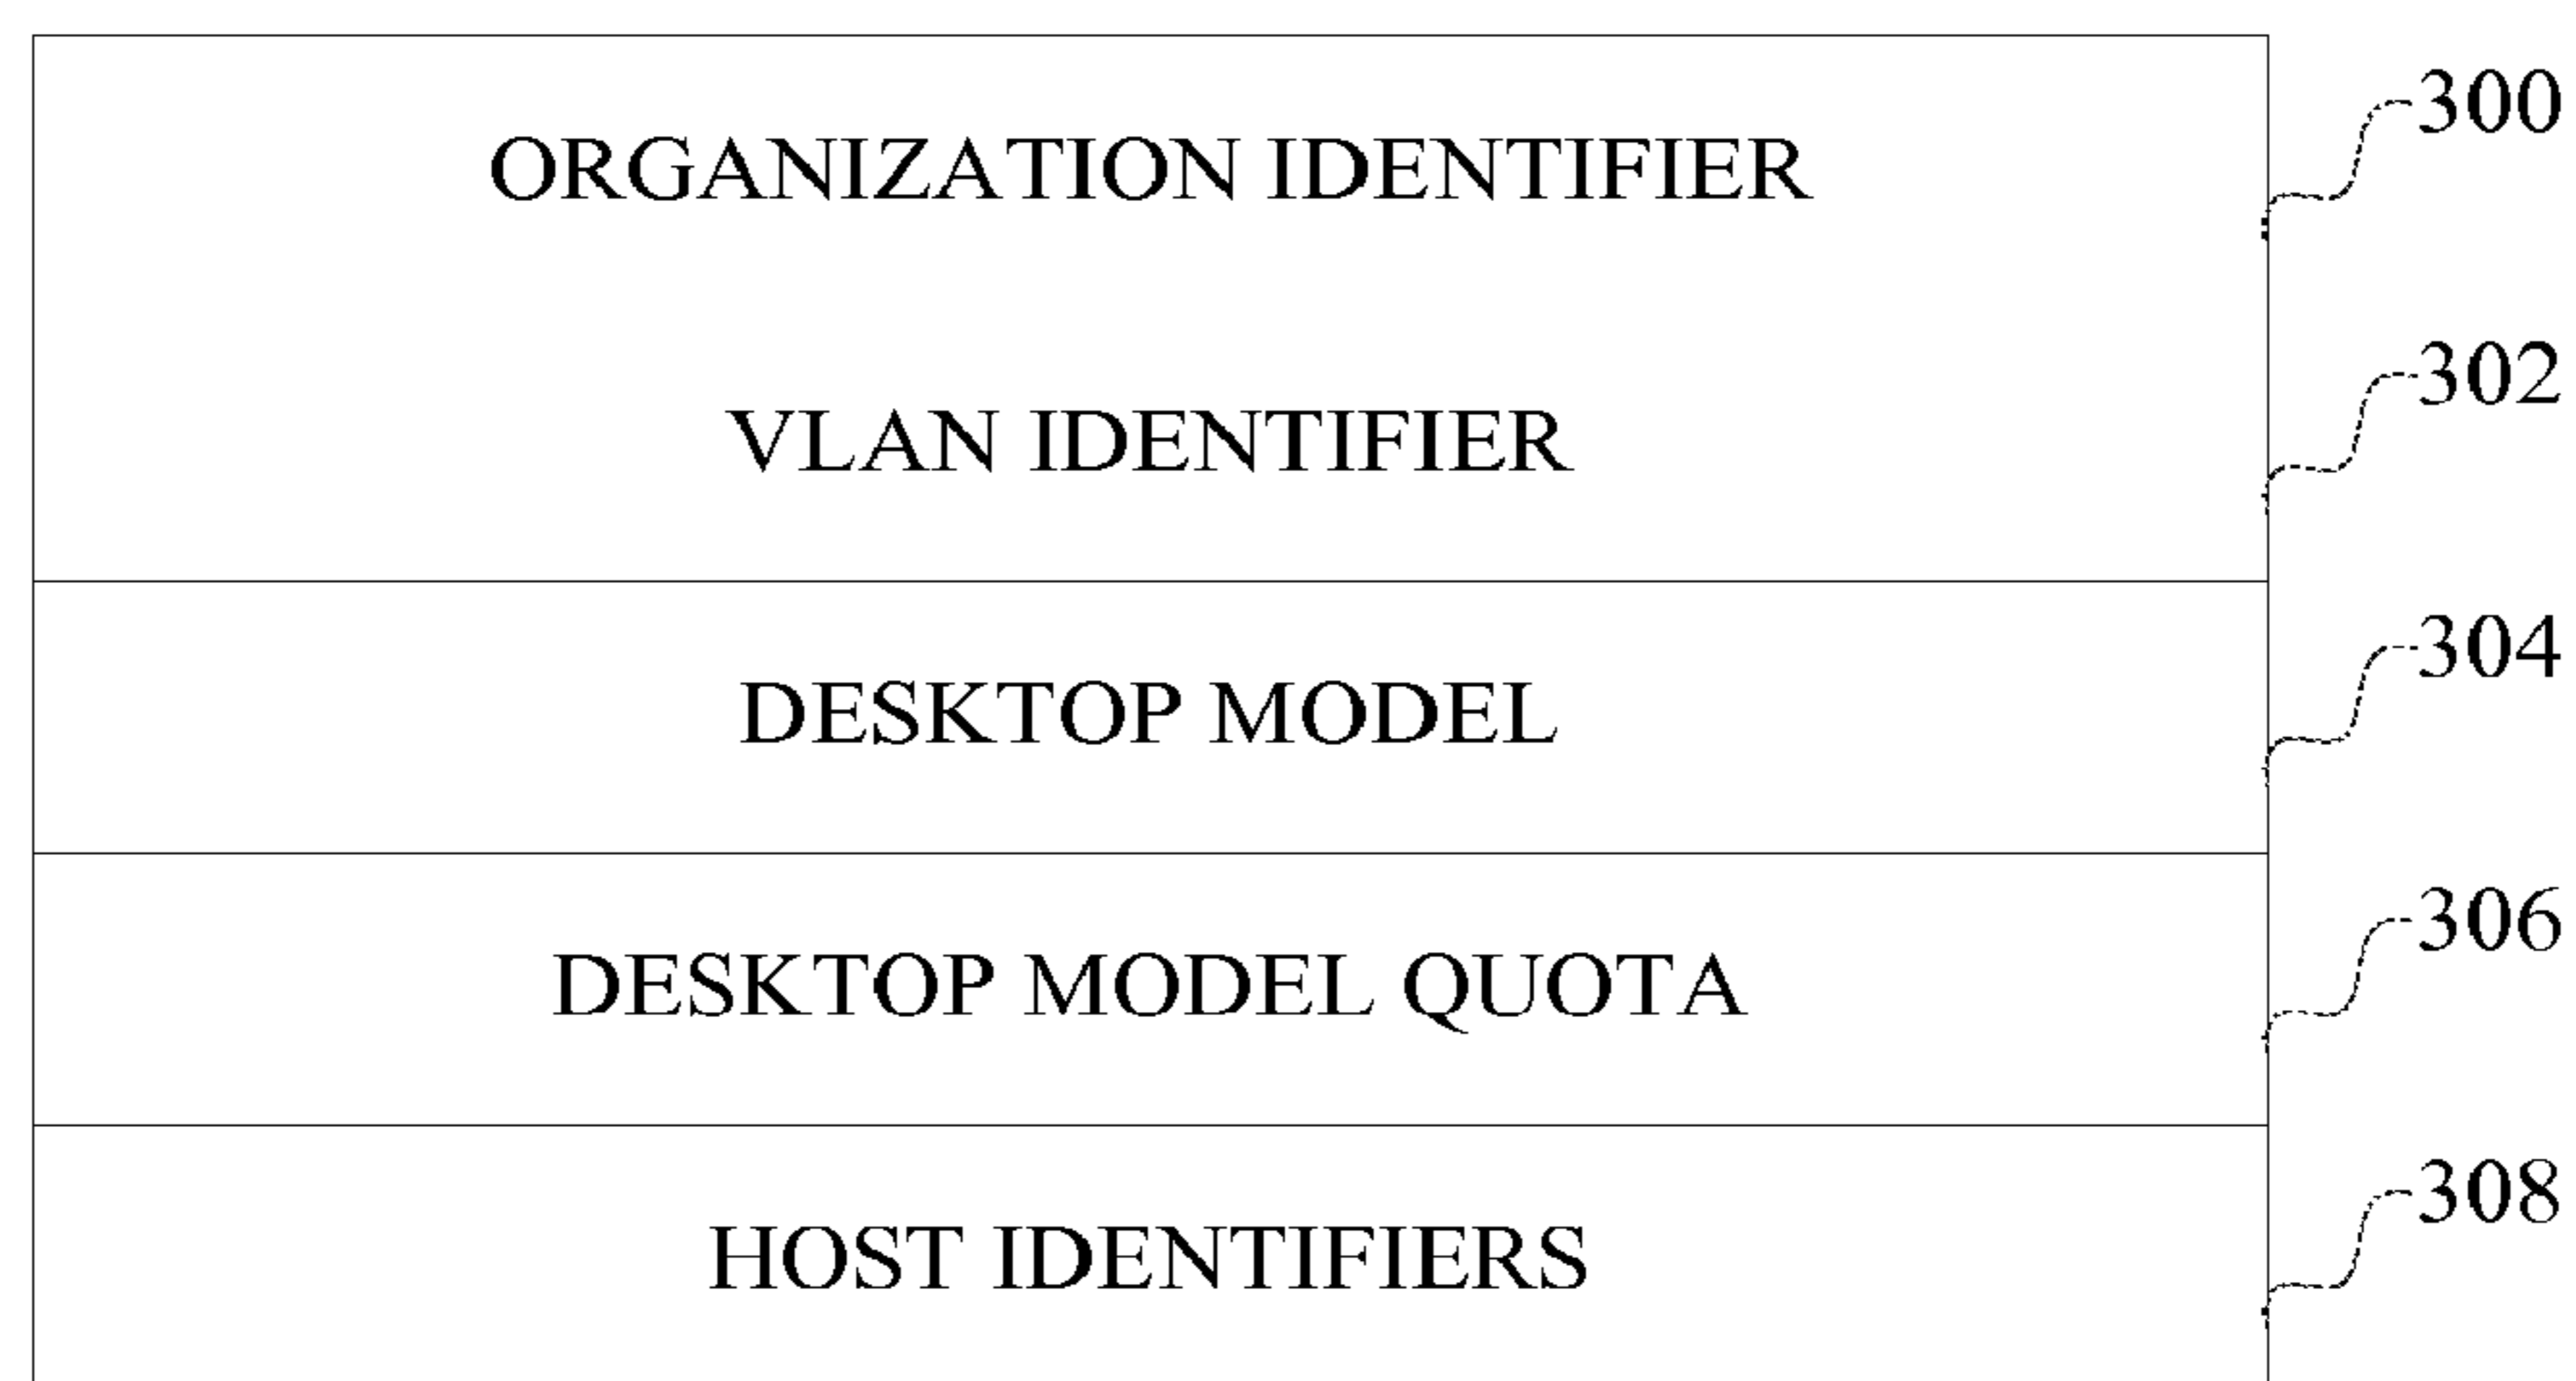 ORGANIZATION IDENTIFIER 300
VLAN IDENTIFIER 302
DESKTOP MODEL 304
DESKTOP MODEL QUOTA 306
HOST IDENTIFIERS 308